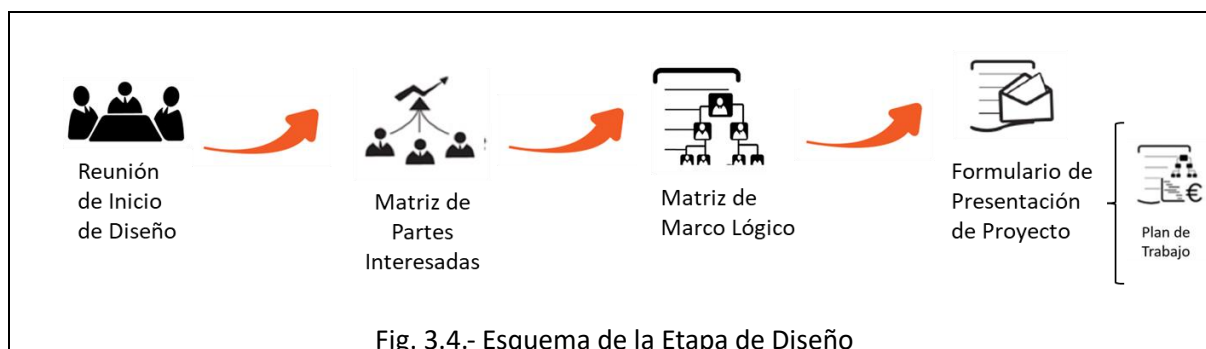 Reunión
de Inicio
de Diseño
Matriz de
Partes
Interesadas
Matriz de
Marco Lógico
Formulario de
Presentación
de Proyecto
€
Plan de
Trabajo
Fig. 3.4.- Esquema de la Etapa de Diseño